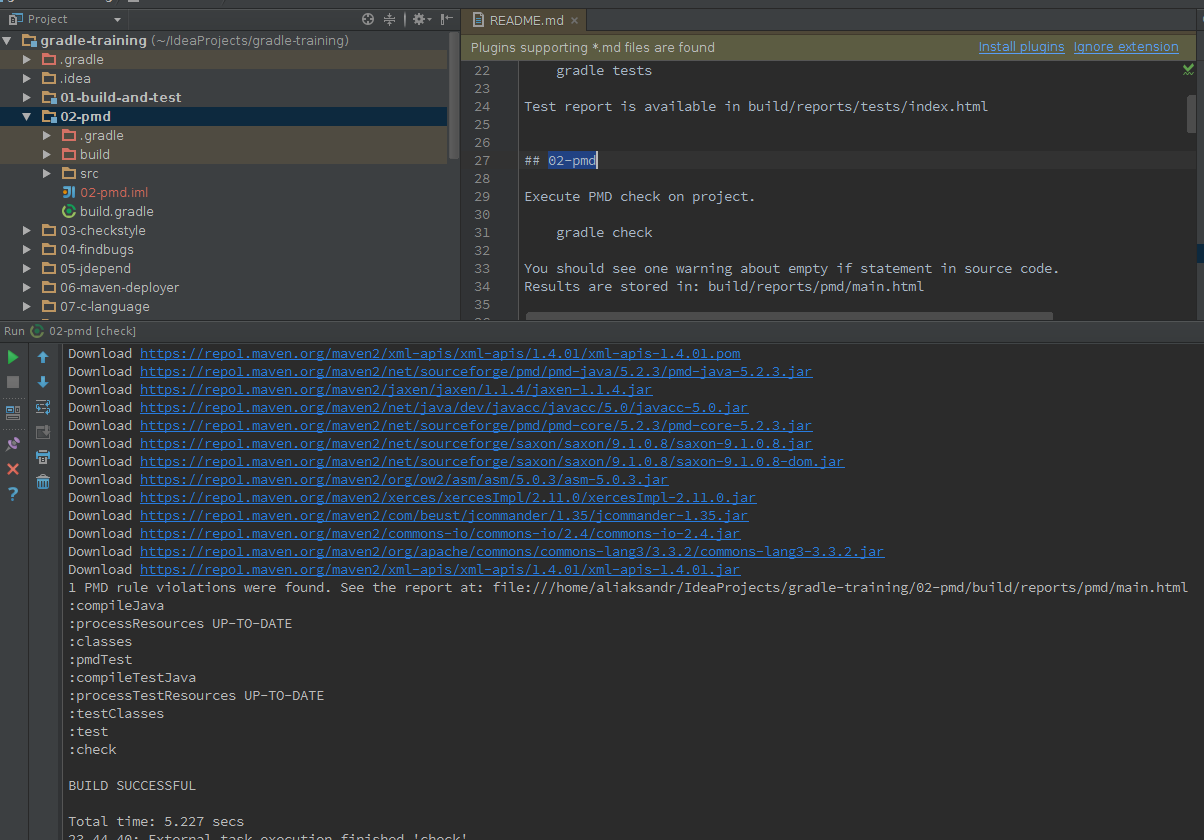 Project
README.md
gradle-training (~/IdeaProjects/gradle-training)
.gradle
.idea
01-build-and-test
02-pmd
.gradle
build
src
02-pmd.iml
build.gradle
03-checkstyle
04-findbugs
05-jdepend
06-maven-deployer
07-c-language
Plugins supporting *.md files are found
Install plugins Ignore extension
22 gradle tests
23
24 Test report is available in build/reports/tests/index.html
25
26
27 ## 02-pmd
28
29 Execute PMD check on project.
30
31 gradle check
32
33 You should see one warning about empty if statement in source code.
34 Results are stored in: build/reports/pmd/main.html
35
36
Run 02-pmd [check]
Download https://repo1.maven.org/maven2/xml-apis/xml-apis/1.4.01/xml-apis-1.4.01.pom
Download https://repo1.maven.org/maven2/net/sourceforge/pmd/pmd-java/5.2.3/pmd-java-5.2.3.jar
Download https://repo1.maven.org/maven2/jaxen/jaxen/1.1.4/jaxen-1.1.4.jar
Download https://repo1.maven.org/maven2/net/java/dev/javacc/javacc/5.0/javacc-5.0.jar
Download https://repo1.maven.org/maven2/net/sourceforge/pmd/pmd-core/5.2.3/pmd-core-5.2.3.jar
Download https://repo1.maven.org/maven2/net/sourceforge/saxon/saxon/9.1.0.8/saxon-9.1.0.8.jar
Download https://repo1.maven.org/maven2/net/sourceforge/saxon/saxon/9.1.0.8/saxon-9.1.0.8-dom.jar
Download https://repo1.maven.org/maven2/org/ow2/asm/asm/5.0.3/asm-5.0.3.jar
Download https://repo1.maven.org/maven2/xerces/xercesImpl/2.11.0/xercesImpl-2.11.0.jar
Download https://repo1.maven.org/maven2/com/beust/jcommander/1.35/jcommander-1.35.jar
Download https://repo1.maven.org/maven2/commons-io/commons-io/2.4/commons-io-2.4.jar
Download https://repo1.maven.org/maven2/org/apache/commons/commons-lang3/3.3.2/commons-lang3-3.3.2.jar
Download https://repo1.maven.org/maven2/xml-apis/xml-apis/1.4.01/xml-apis-1.4.01.jar
1 PMD rule violations were found. See the report at: file:///home/aliaksandr/IdeaProjects/gradle-training/02-pmd/build/reports/pmd/main.html
:compileJava
:processResources UP-TO-DATE
:classes
:pmdTest
:compileTestJava
:processTestResources UP-TO-DATE
:testClasses
:test
:check
BUILD SUCCESSFUL
Total time: 5.227 secs
23:44:40: External task execution finished 'check'.